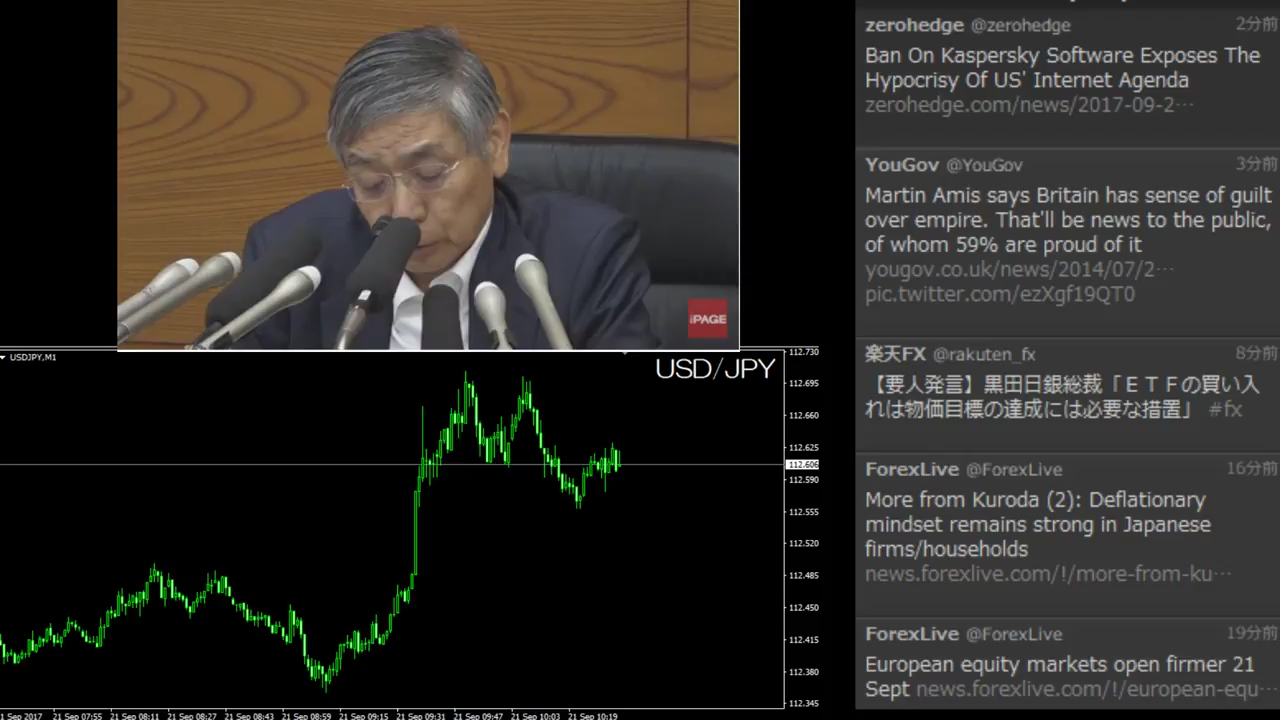 iPAGE
USDJPY,M1
USD/JPY
112.730
112.695
112.660
112.625
112.606
112.590
112.555
112.520
112.485
112.450
112.415
112.380
112.345
1 Sep 2017 21 Sep 07:55 21 Sep 08:11 21 Sep 08:27 21 Sep 08:43 21 Sep 08:59 21 Sep 09:15 21 Sep 09:31 21 Sep 09:47 21 Sep 10:03 21 Sep 10:19
zerohedge @zerohedge 2分前
Ban On Kaspersky Software Exposes The
Hypocrisy Of US' Internet Agenda
zerohedge.com/news/2017-09-2…
YouGov @YouGov 3分前
Martin Amis says Britain has sense of guilt
over empire. That'll be news to the public,
of whom 59% are proud of it
yougov.co.uk/news/2014/07/2…
pic.twitter.com/ezXgf19QT0
楽天FX @rakuten_fx 8分前
【要人発言】黒田日銀総裁「ＥＴＦの買い入
れは物価目標の達成には必要な措置」 #fx
ForexLive @ForexLive 16分前
More from Kuroda (2): Deflationary
mindset remains strong in Japanese
firms/households
news.forexlive.com/!/more-from-ku…
ForexLive @ForexLive 19分前
European equity markets open firmer 21
Sept news.forexlive.com/!/european-equ…